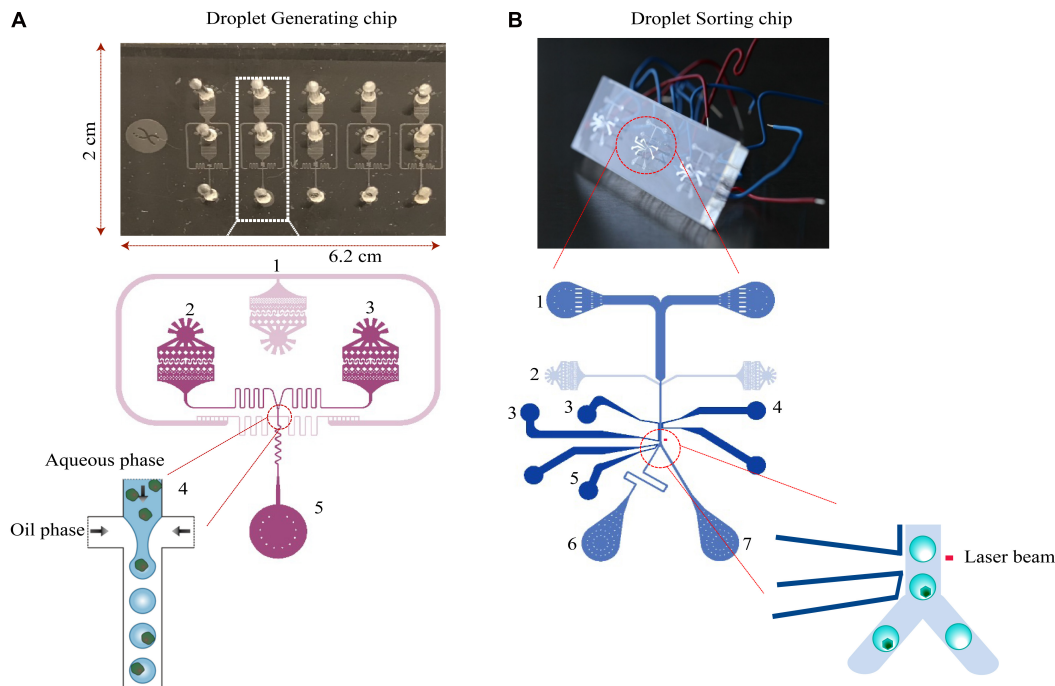 A
Droplet Generating chip
2 cm
6.2 cm
1
2
3
Aqueous phase
4
Oil phase
5
B
Droplet Sorting chip
1
2
3
3
4
5
6
7
Laser beam